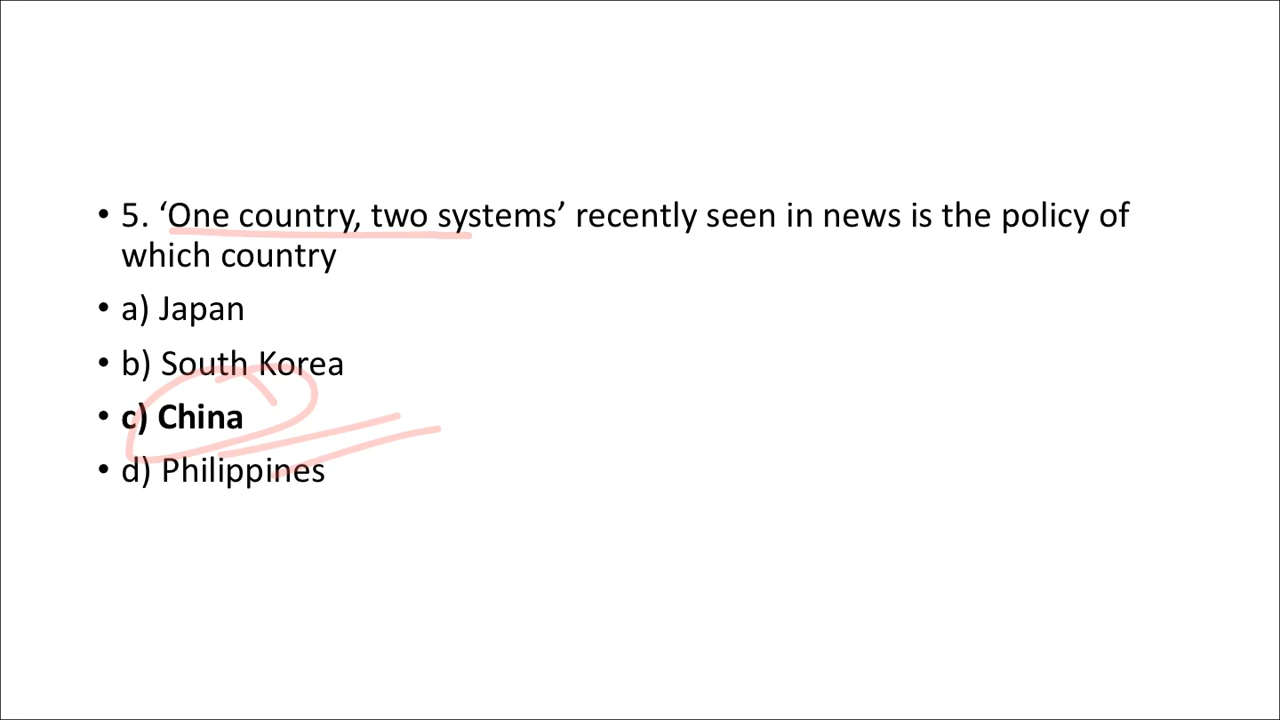 • 5. ‘One country, two systems’ recently seen in news is the policy of
which country
• a) Japan
• b) South Korea
• c) China
• d) Philippines